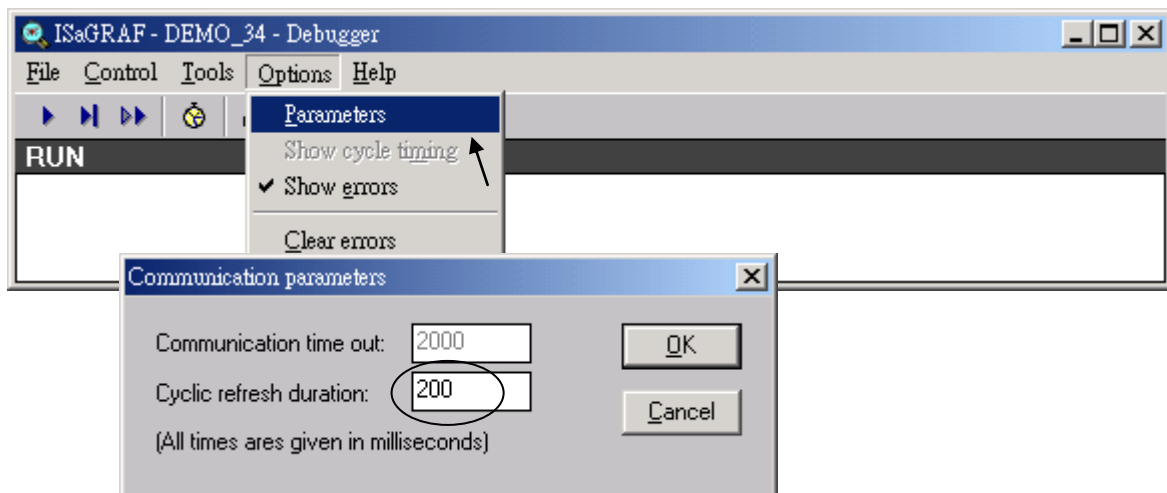 ISaGRAF - DEMO_34 - Debugger
File Control Tools Options Help
Parameters
RUN
Show cycle timing
Show errors
Clear errors
Communication parameters
Communication time out: 2000
OK
Cyclic refresh duration: 200
Cancel
(All times ares given in milliseconds)